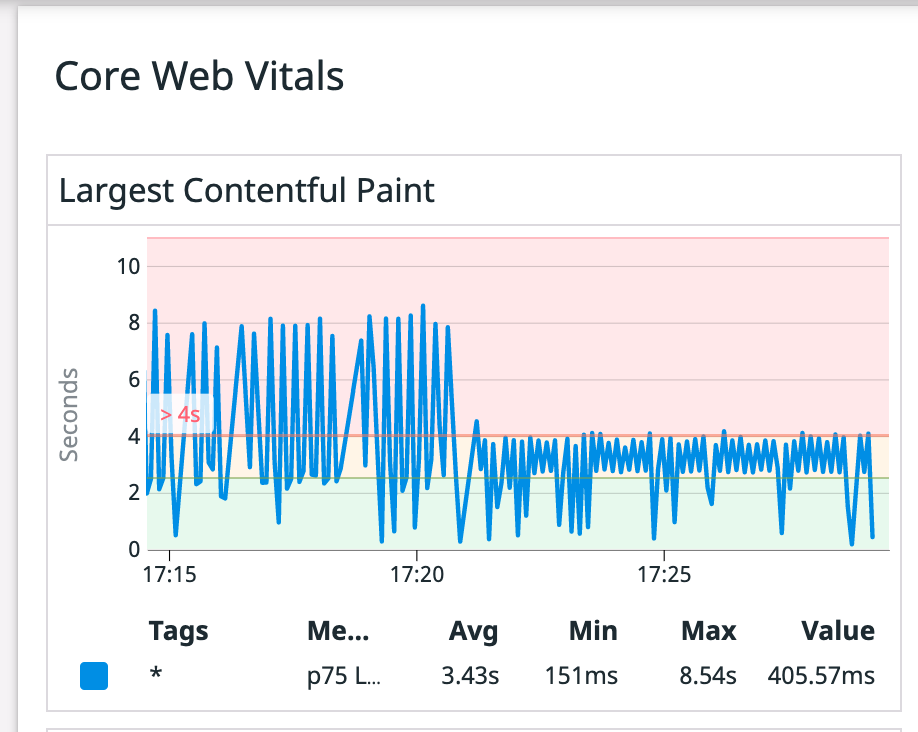 Core Web Vitals
Largest Contentful Paint
10
8
6
> 4s
4
2
0
Seconds
17:15 17:20 17:25
Tags Me... Avg Min Max Value
* p75 L... 3.43s 151ms 8.54s 405.57ms